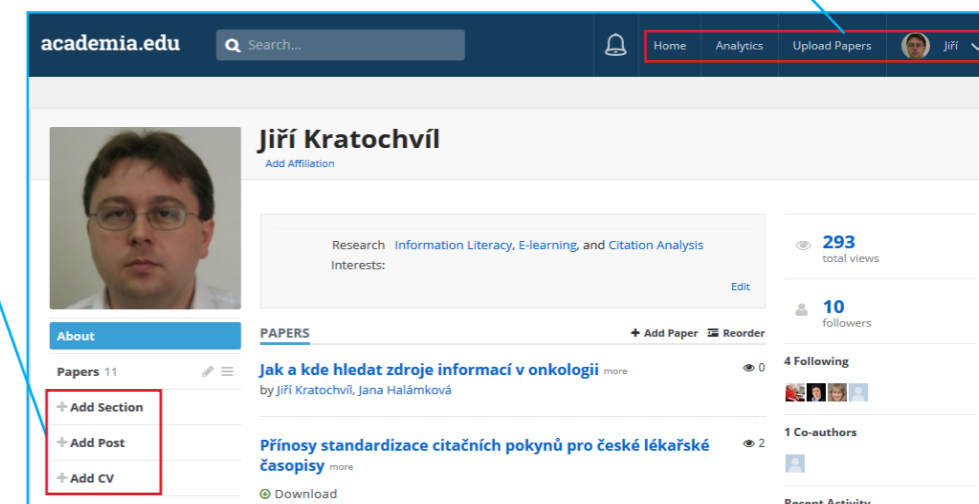 academia.edu
Search...
Home
Analytics
Upload Papers
Jiří
Jiří Kratochvíl
Add Affiliation
Research Interests:
Information Literacy, E-learning, and Citation Analysis
Edit
293
total views
10
followers
About
Papers 11
Add Section
Add Post
Add CV
PAPERS
Add Paper
Reorder
Jak a kde hledat zdroje informací v onkologii more
0
by Jiří Kratochvíl, Jana Halámková
Přínosy standardizace citačních pokynů pro české lékařské
2
časopisy more
Download
4 Following
1 Co-authors
Recent Activity